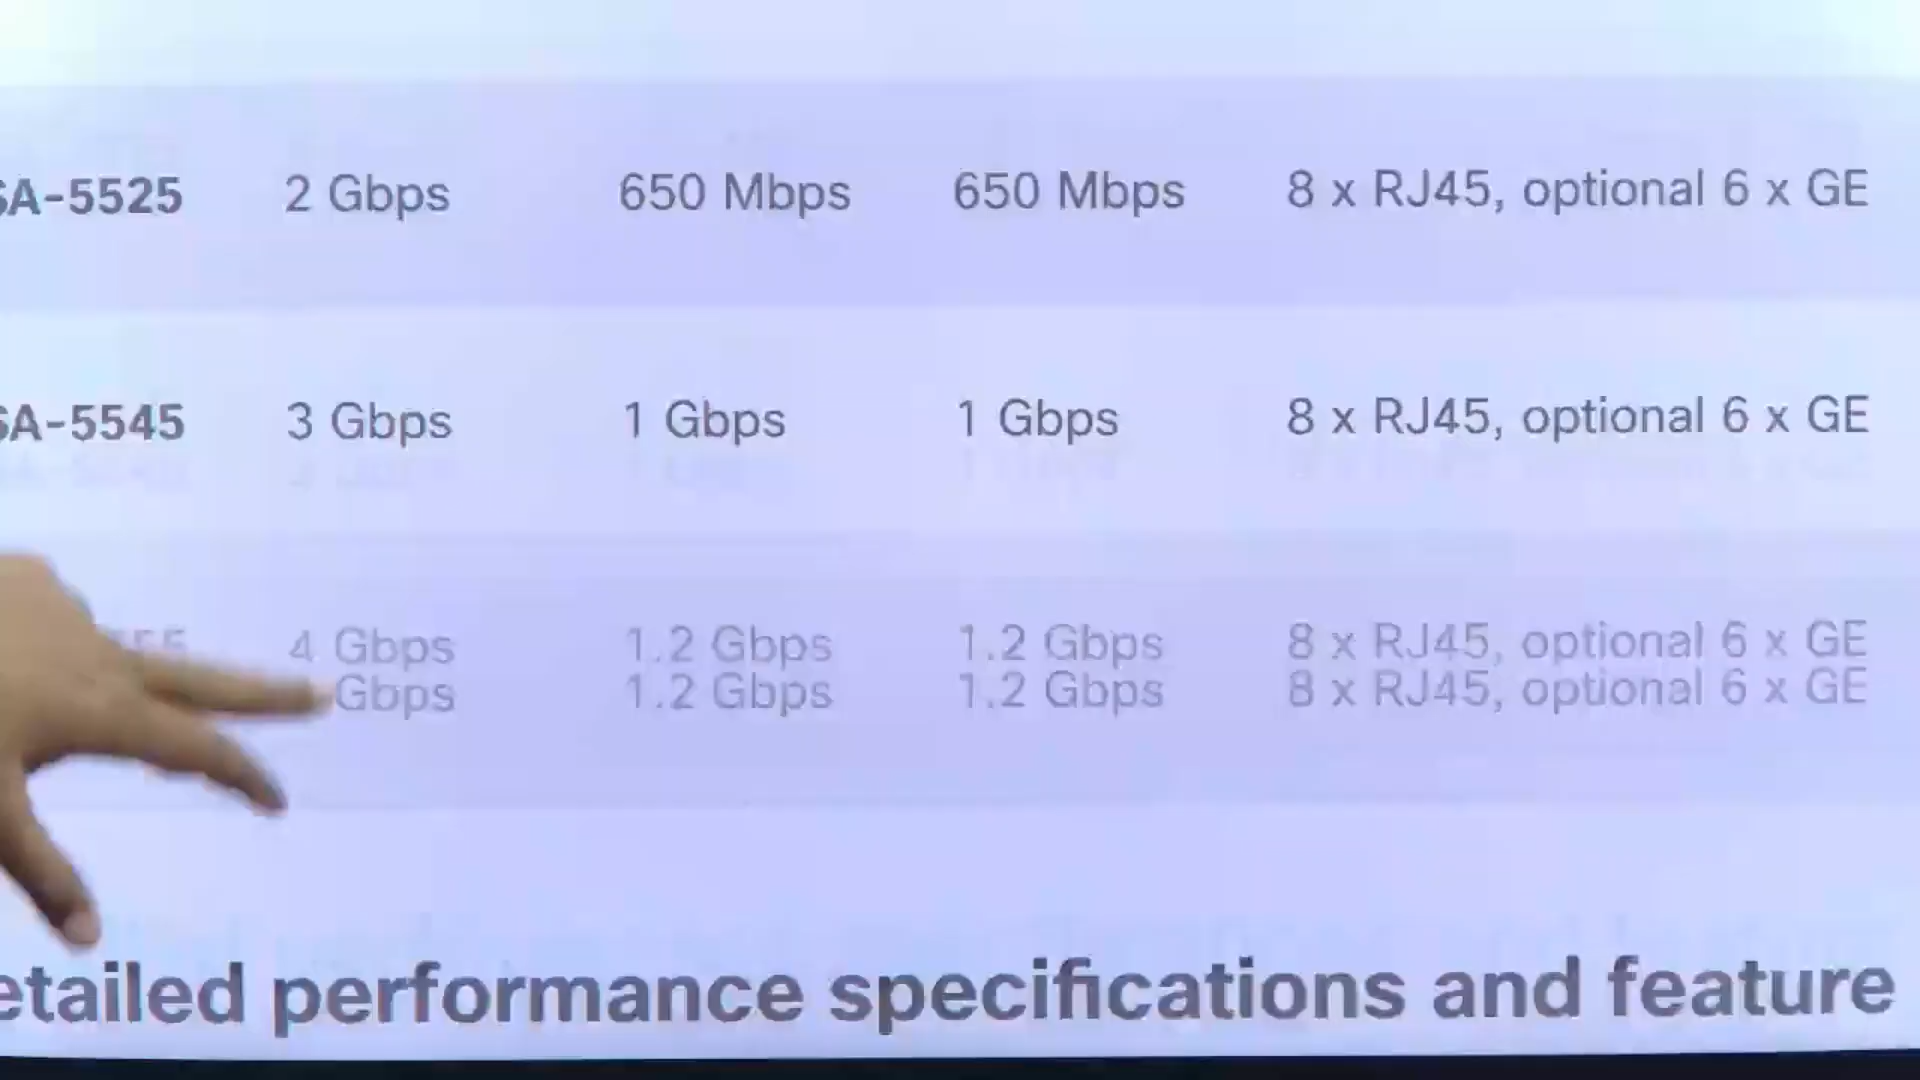 SA-5525 2 Gbps 650 Mbps 650 Mbps 8 x RJ45, optional 6 x GE
SA-5545 3 Gbps 1 Gbps 1 Gbps 8 x RJ45, optional 6 x GE
4 Gbps 1.2 Gbps 1.2 Gbps 8 x RJ45, optional 6 x GE
Gbps 1.2 Gbps 1.2 Gbps 8 x RJ45, optional 6 x GE
etailed performance specifications and feature